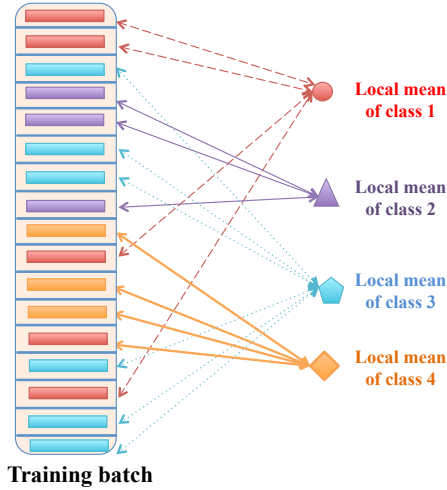 Local mean
of class 1
Local mean
of class 2
Local mean
of class 3
Local mean
of class 4
Training batch